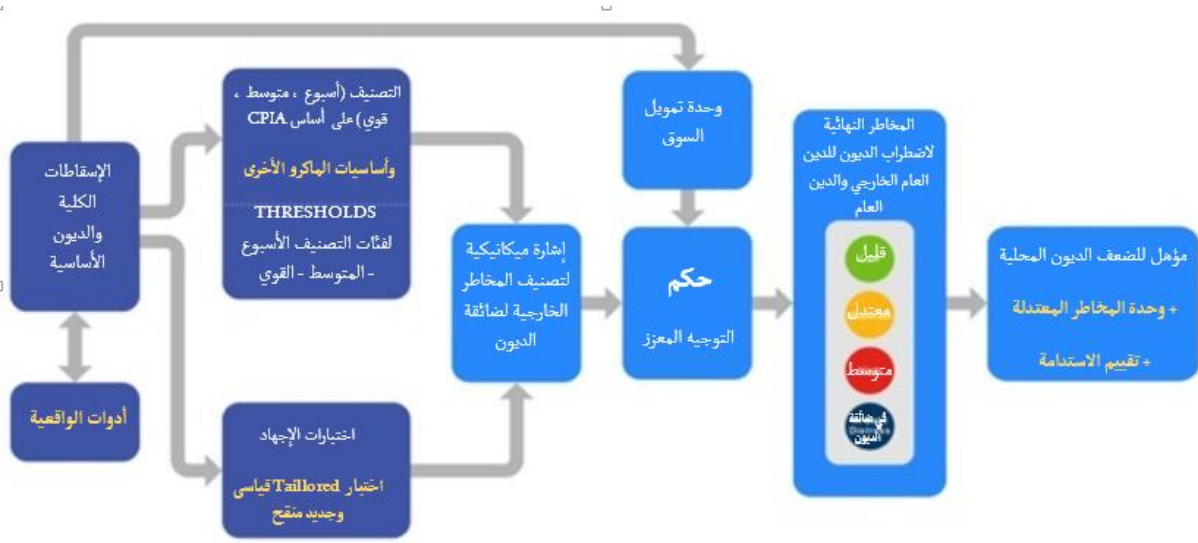 الإسقاطات
الكلية
والديون
الأساسية
أدوات الواقعية
التصنيف (أسبوع ، متوسط ،
قوي) على أساس CPIA
وأساسيات الماكرو الأخرى
THRESHOLDS
لفئات التصنيف الأسبوع
- المتوسط - القوي
اختبارات الإجهاد
اختبار Taillored قياسى
وجديد منقح
إشارة ميكانيكية
لتصنيف المخاطر
الخارجية لضائقة
الديون
وحدة تمويل
السوق
حكم
التوجيه المعزز
المخاطر النهائية
لاضطراب الديون للدين
العام الخارجي والدين
العام
قليل
معتدل
متوسط
في ضائقة
الديون
مؤهل للضعف الديون المحلية
+ وحدة المخاطر المعتدلة
+ تقييم الاستدامة